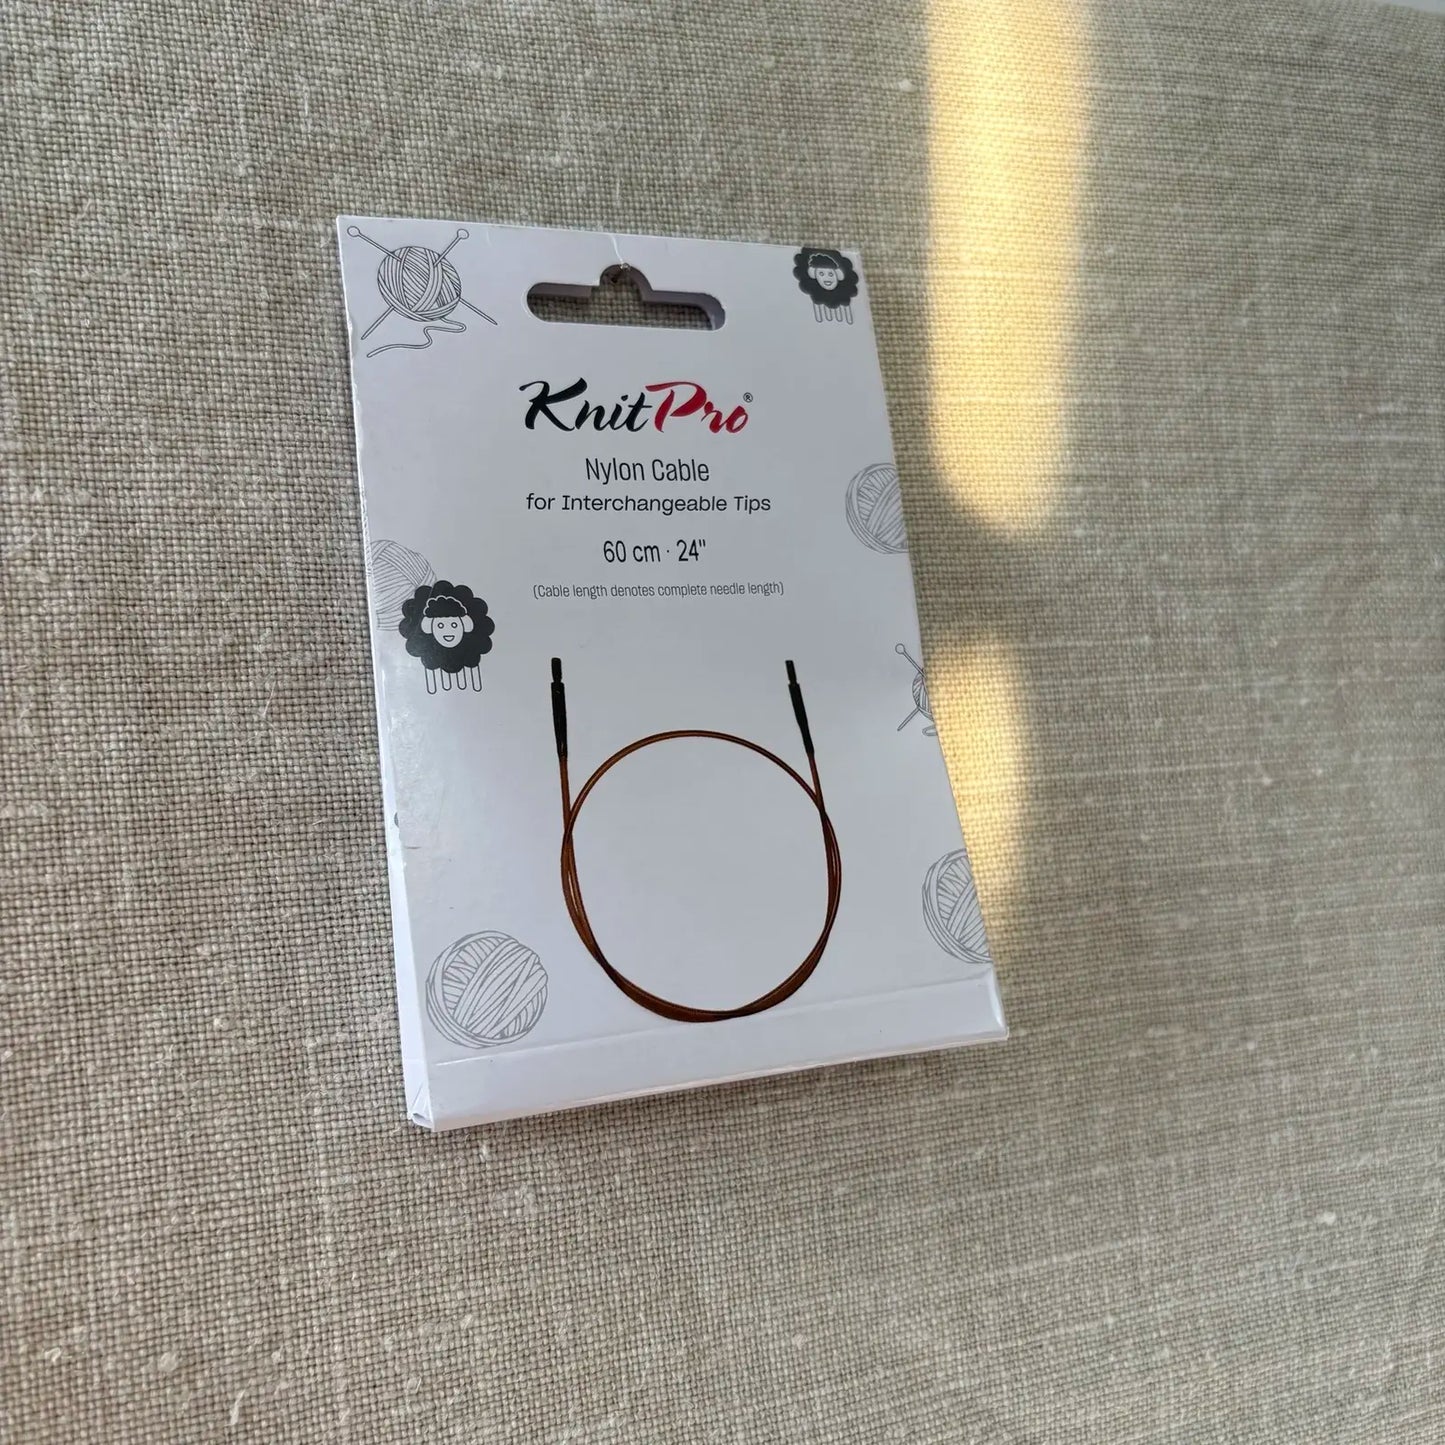 KnitPro®
Nylon Cable
for Interchangeable Tips
60 cm · 24"
(Cable length denotes complete needle length)